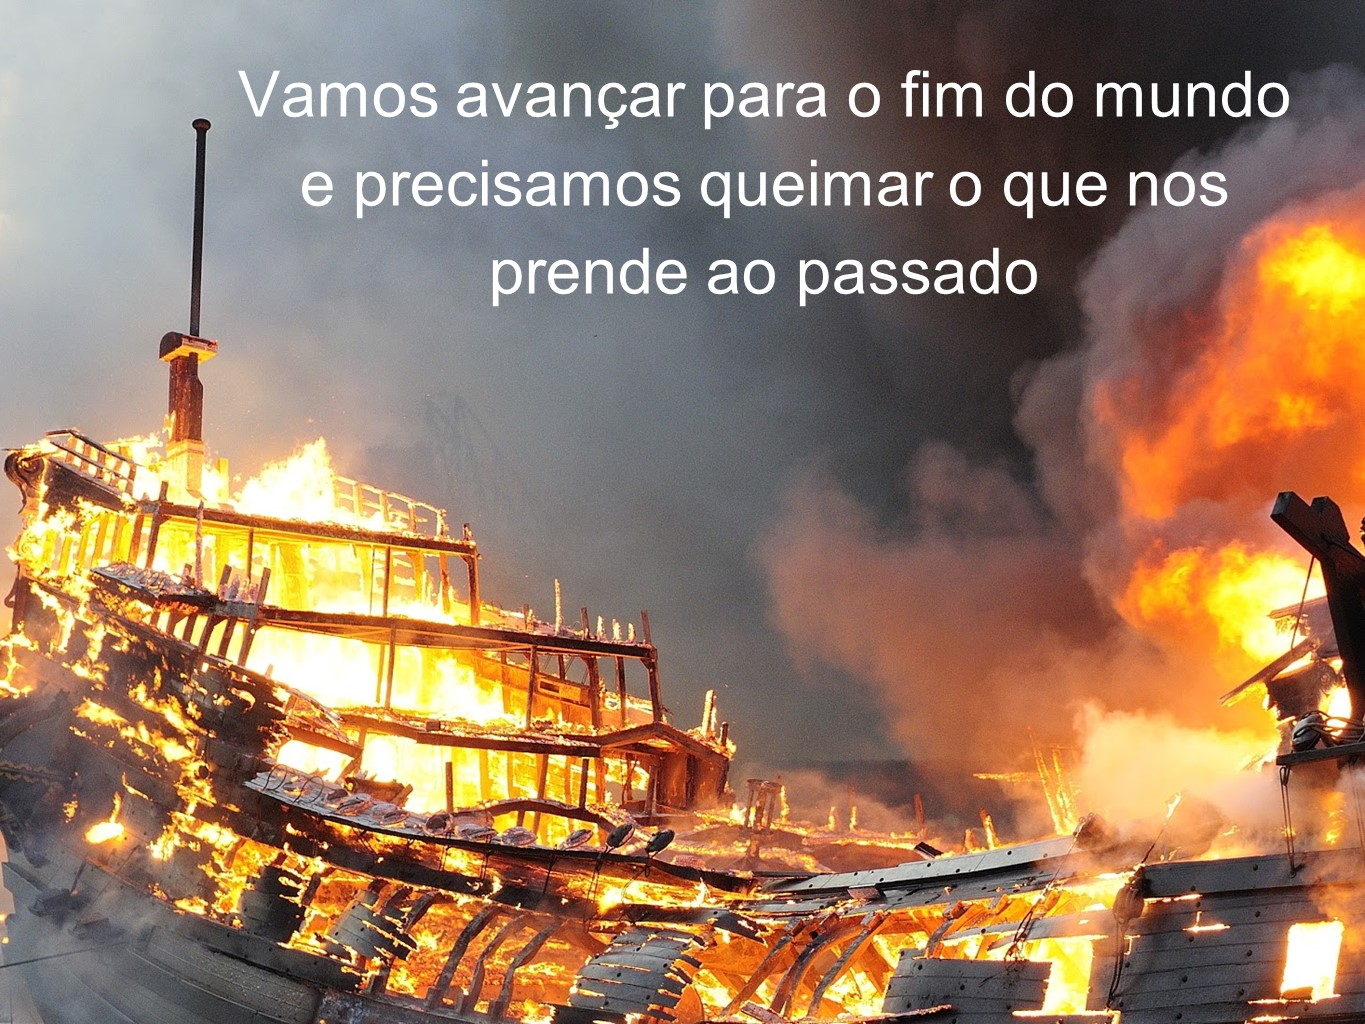 Vamos avançar para o fim do mundo
e precisamos queimar o que nos
prende ao passado